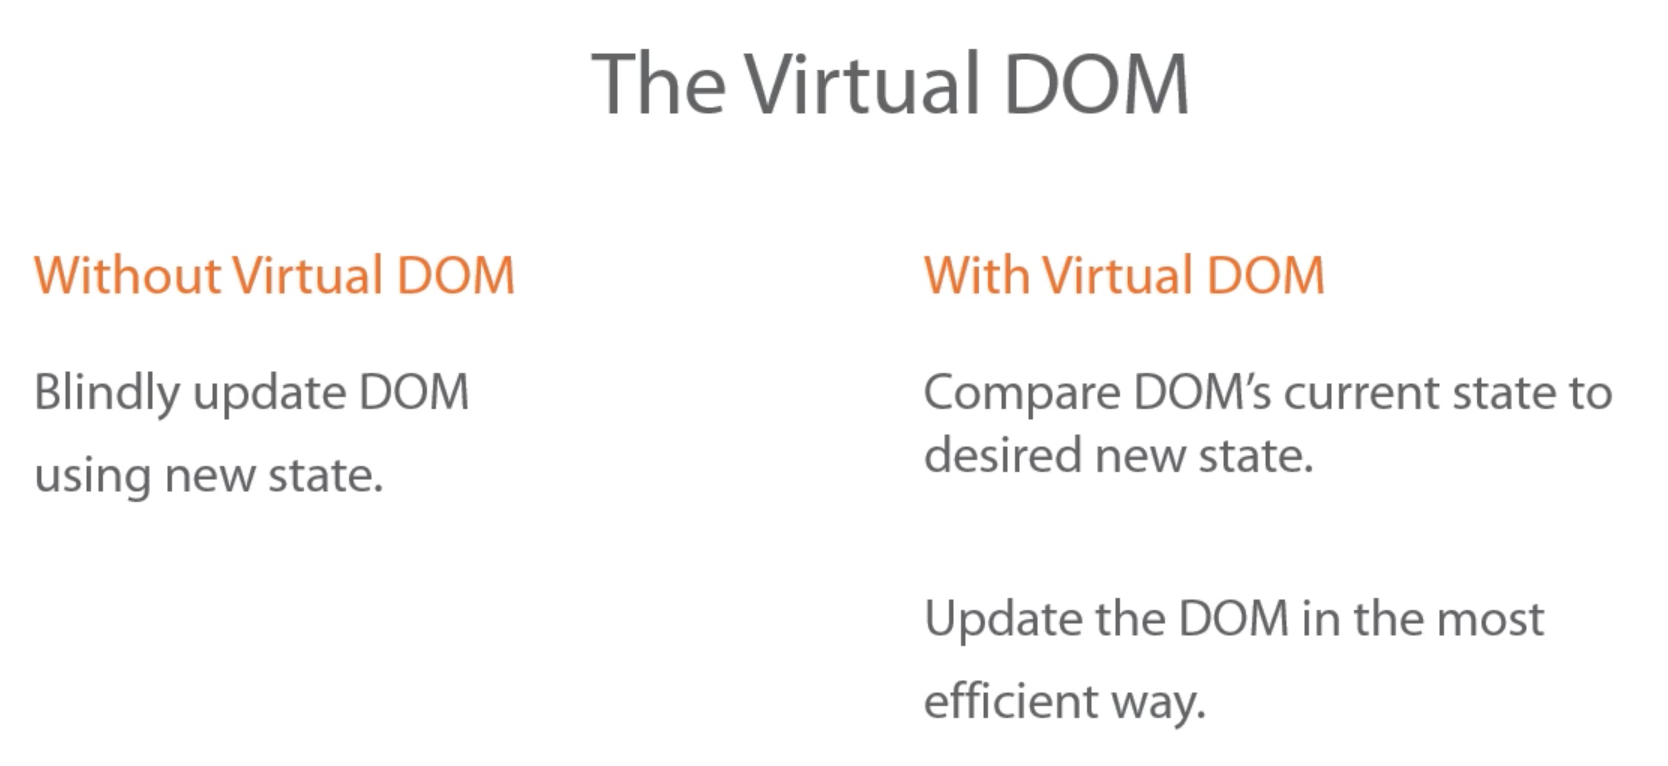 The Virtual DOM
Without Virtual DOM
Blindly update DOM
using new state.
With Virtual DOM
Compare DOM’s current state to
desired new state.
Update the DOM in the most
efficient way.